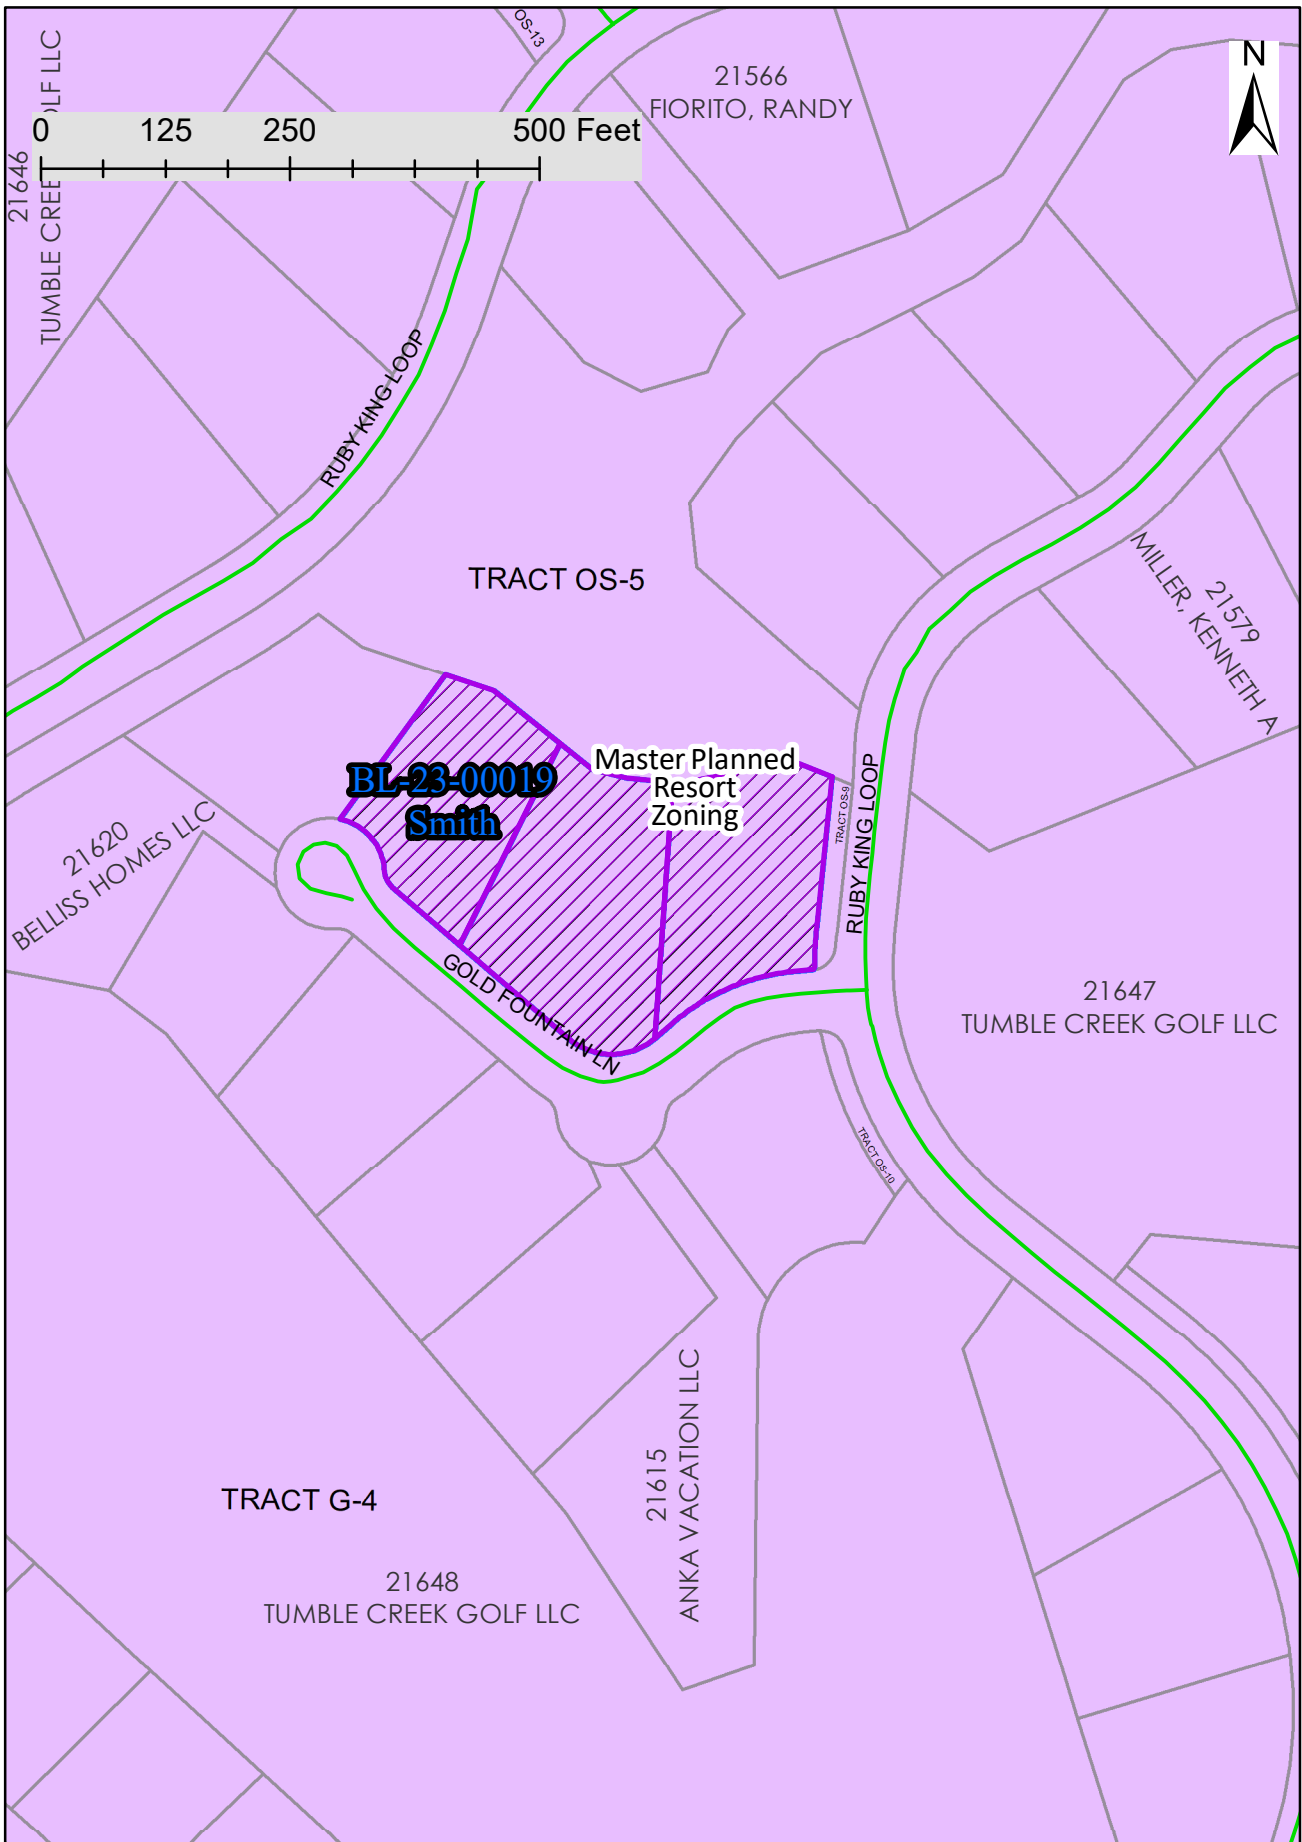 OS-13
21566
FIORITO, RANDY
N
0 125 250 500 Feet
21646
TUMBLE CREEK GOLF LLC
RUBY KING LOOP
TRACT OS-5
21579
MILLER, KENNETH A
BL-23-00019
Smith
Master Planned
Resort
Zoning
TRACT OS-9
RUBY KING LOOP
21620
BELLISS HOMES LLC
GOLD FOUNTAIN LN
21647
TUMBLE CREEK GOLF LLC
TRACT OS-10
21615
ANKA VACATION LLC
TRACT G-4
21648
TUMBLE CREEK GOLF LLC